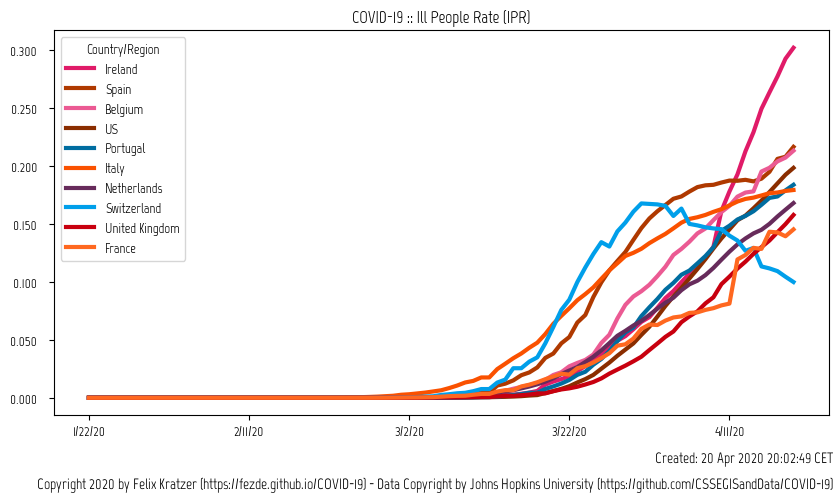 COVID-19 :: Ill People Rate (IPR)
0.300
0.250
0.200
0.150
0.100
0.050
0.000
Country/Region
Ireland
Spain
Belgium
US
Portugal
Italy
Netherlands
Switzerland
United Kingdom
France
1/22/20 2/11/20 3/2/20 3/22/20 4/11/20
Created: 20 Apr 2020 20:02:49 CET
Copyright 2020 by Felix Kratzer (https://fezde.github.io/COVID-19) - Data Copyright by Johns Hopkins University (https://github.com/CSSEGISandData/COVID-19)